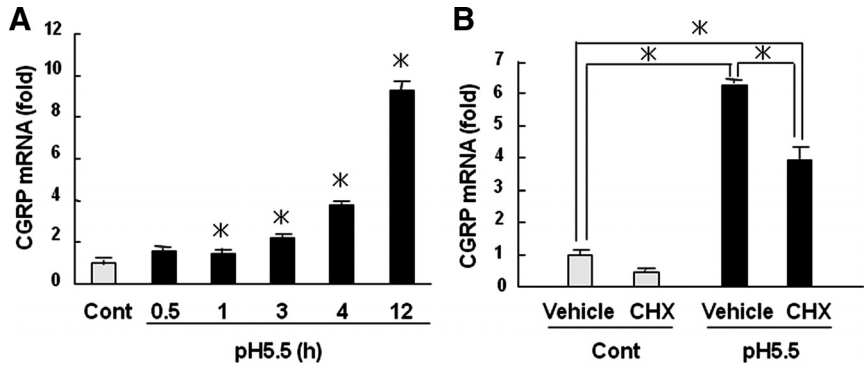 A
CGRP mRNA (fold)
12
10
8
6
4
2
0
* * * * *
Cont 0.5 1 3 4 12
pH5.5 (h)
B
CGRP mRNA (fold)
7
6
5
4
3
2
1
0
*
* *
Vehicle CHX Vehicle CHX
Cont pH5.5